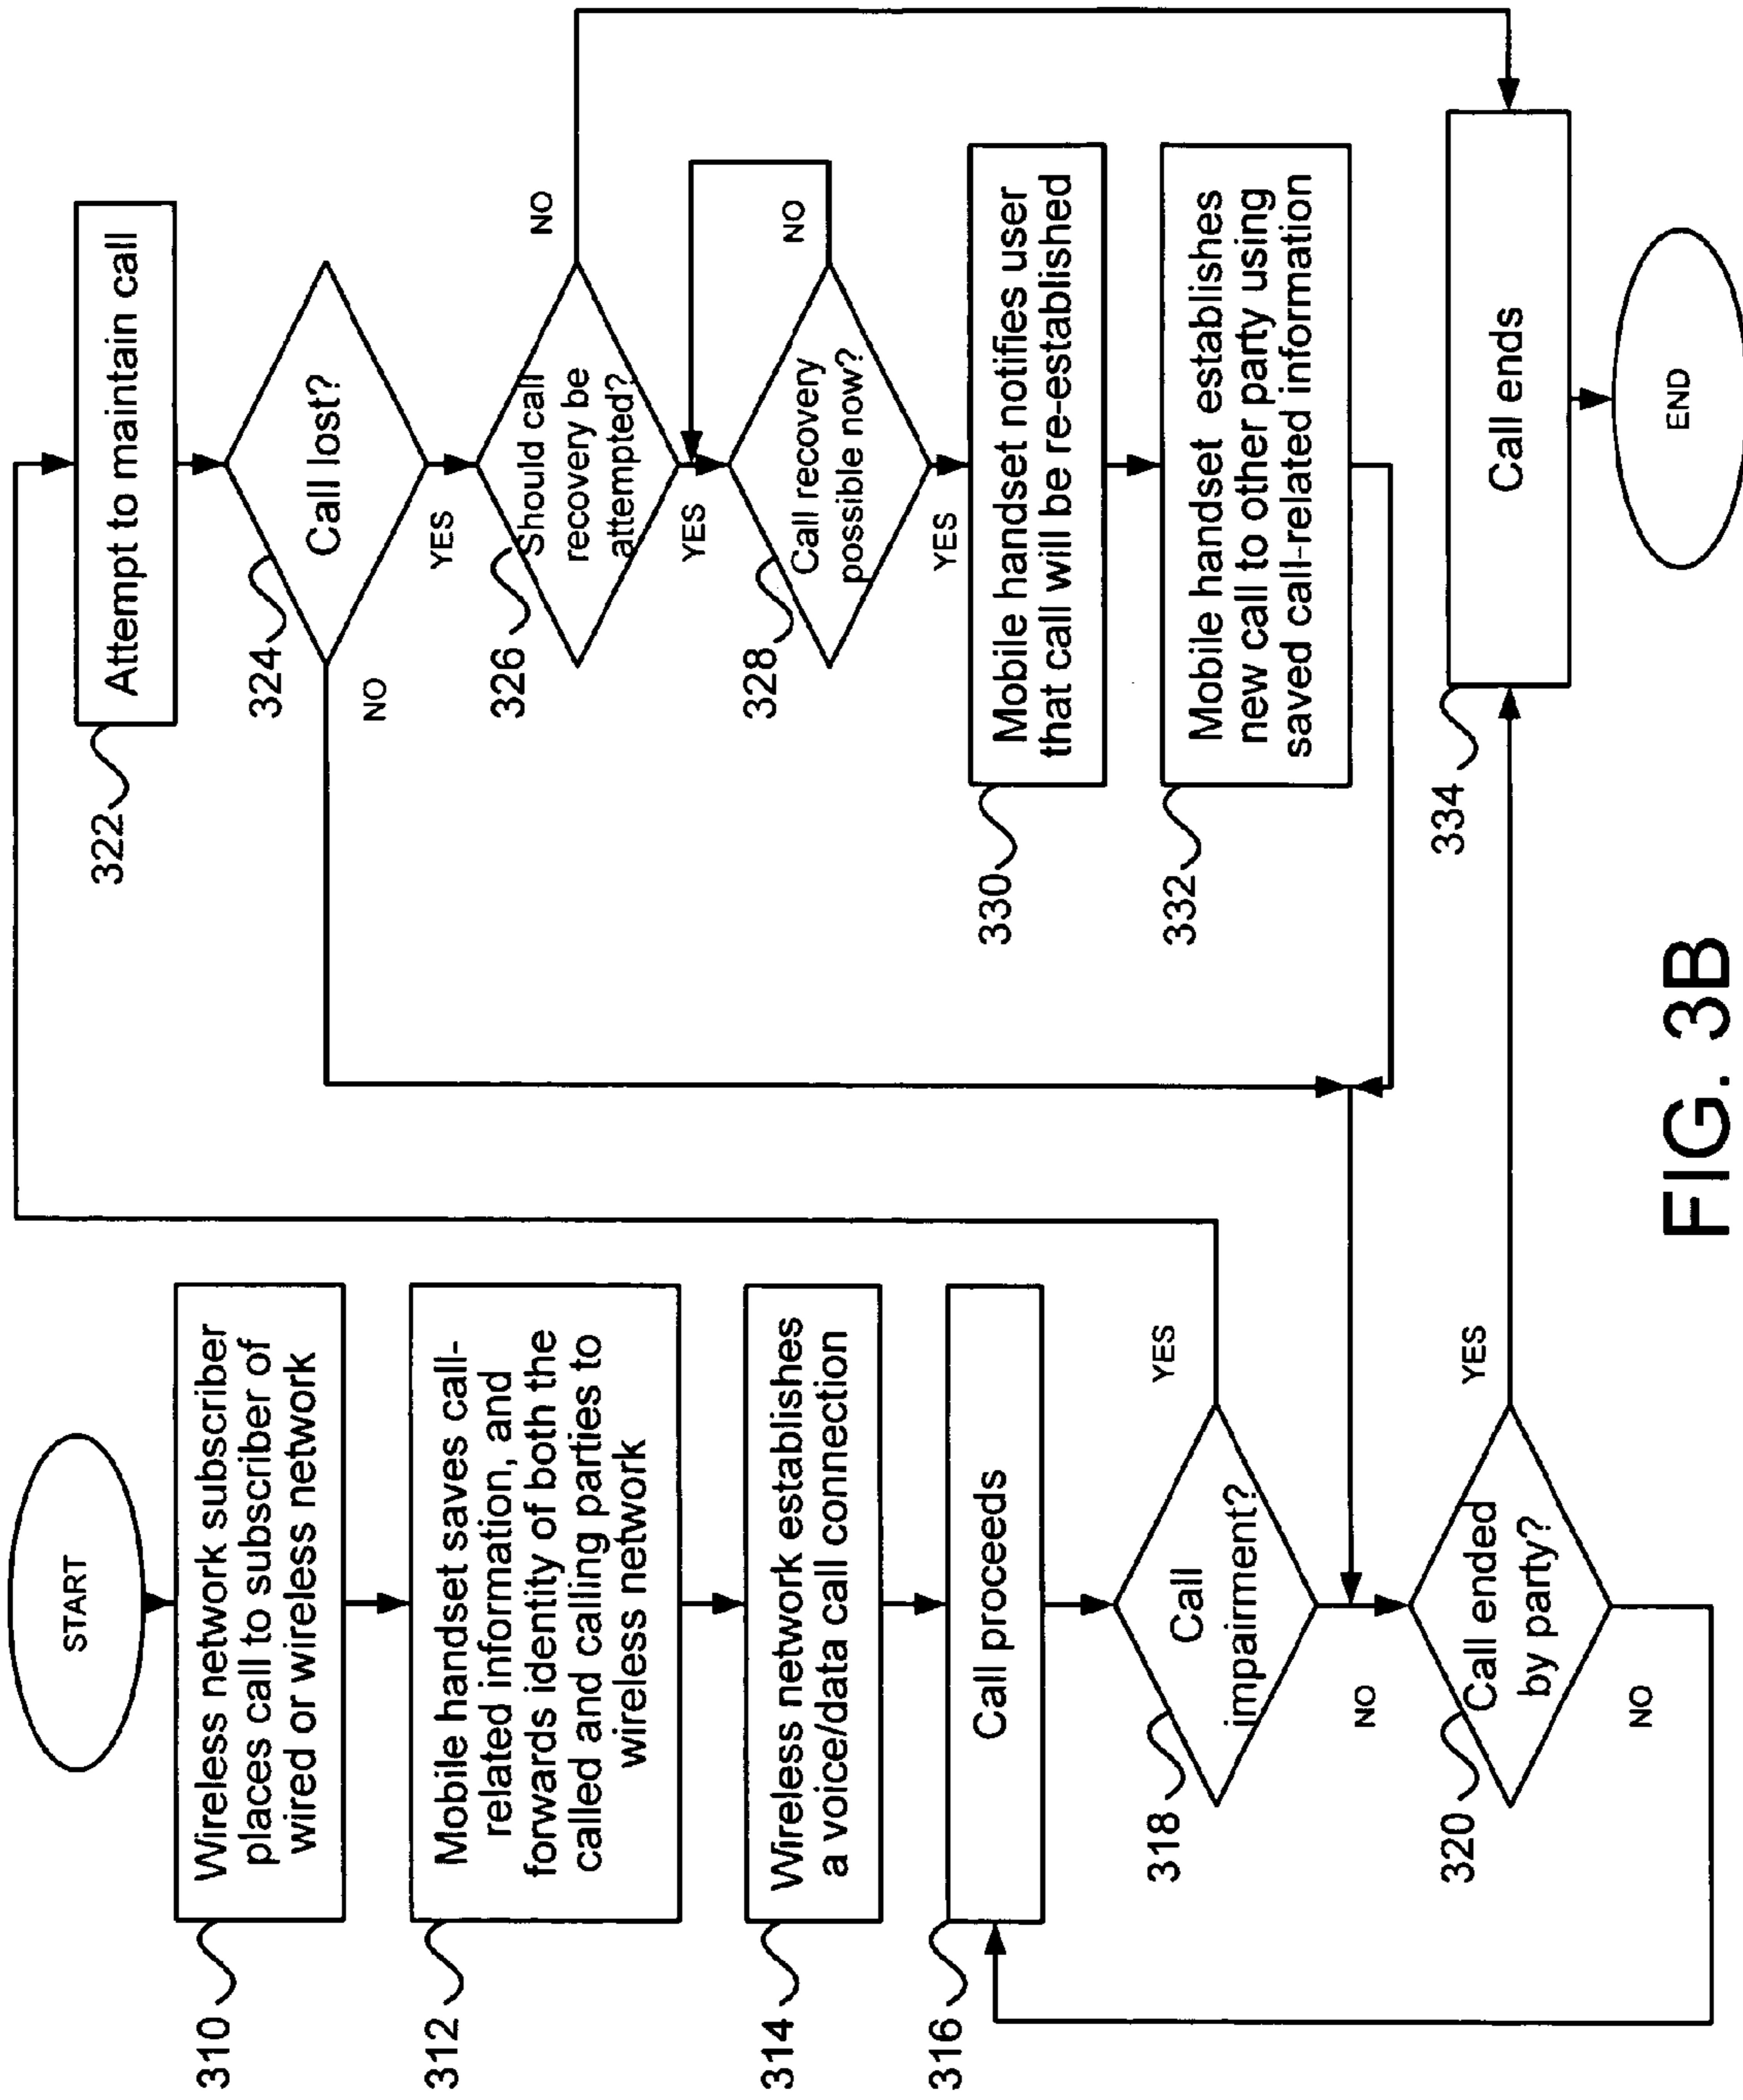 START
310
Wireless network subscriber
places call to subscriber of
wired or wireless network
312
Mobile handset saves call-
related information, and
forwards identity of both the
called and calling parties to
wireless network
314
Wireless network establishes
a voice/data call connection
316
Call proceeds
318
Call
impairment?
YES
NO
320
Call ended
by party?
YES
NO
322
Attempt to maintain call
324
Call lost?
NO
YES
326
Should call
recovery be
attempted?
NO
YES
328
Call recovery
possible now?
NO
YES
330
Mobile handset notifies user
that call will be re-established
332
Mobile handset establishes
new call to other party using
saved call-related information
334
Call ends
END
FIG. 3B